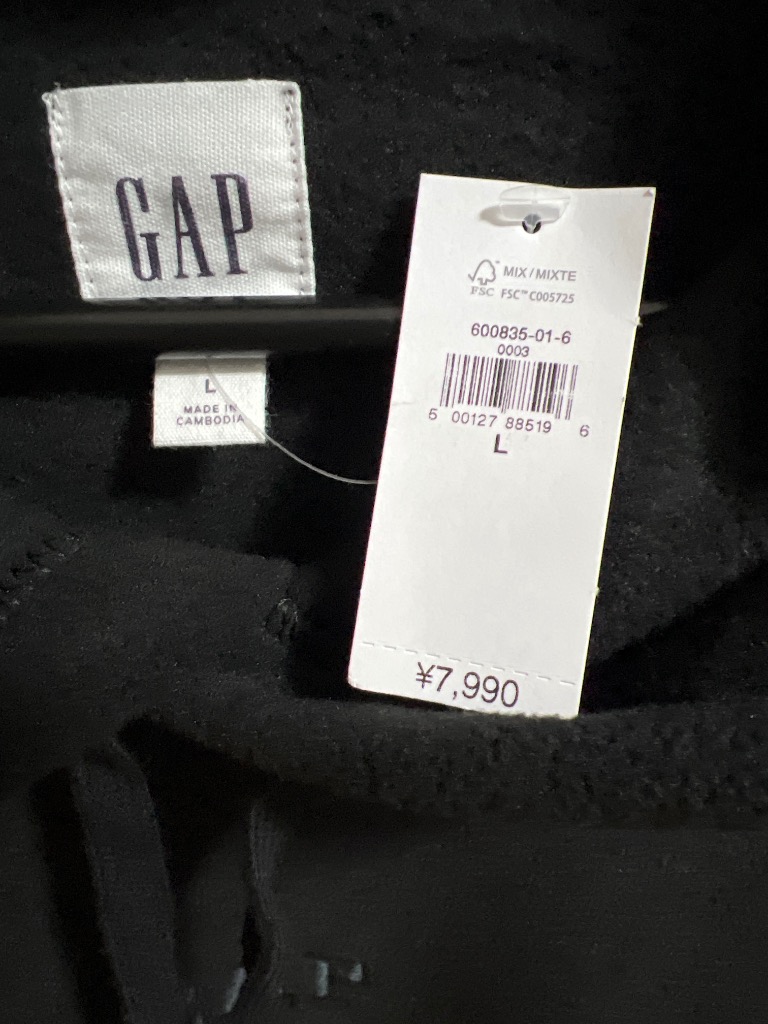 GAP
L
MADE IN
CAMBODIA
FSC
MIX / MIXTE
FSC™ C005725
600835-01-6
0003
5 00127 88519 6
L
¥7,990